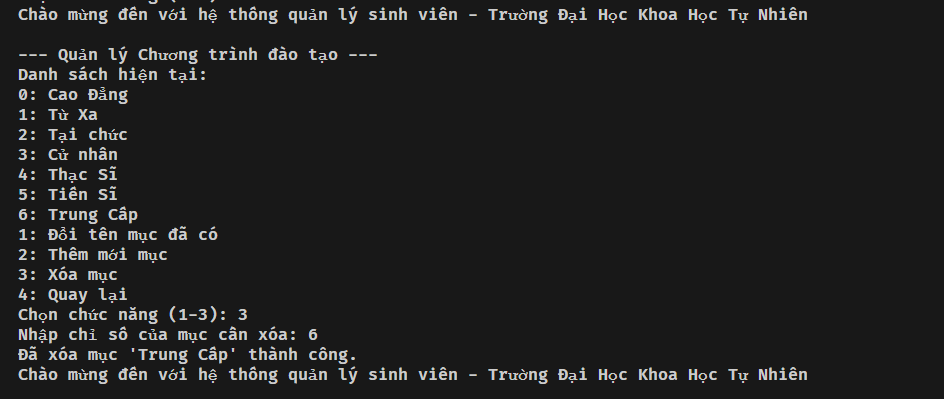 Chào mừng đến với hệ thống quản lý sinh viên - Trường Đại Học Khoa Học Tự Nhiên
--- Quản lý Chương trình đào tạo ---
Danh sách hiện tại:
0: Cao Đẳng
1: Từ Xa
2: Tại chức
3: Cử nhân
4: Thạc Sĩ
5: Tiến Sĩ
6: Trung Cấp
1: Đổi tên mục đã có
2: Thêm mới mục
3: Xóa mục
4: Quay lại
Chọn chức năng (1-3): 3
Nhập chỉ số của mục cần xóa: 6
Đã xóa mục 'Trung Cấp' thành công.
Chào mừng đến với hệ thống quản lý sinh viên - Trường Đại Học Khoa Học Tự Nhiên